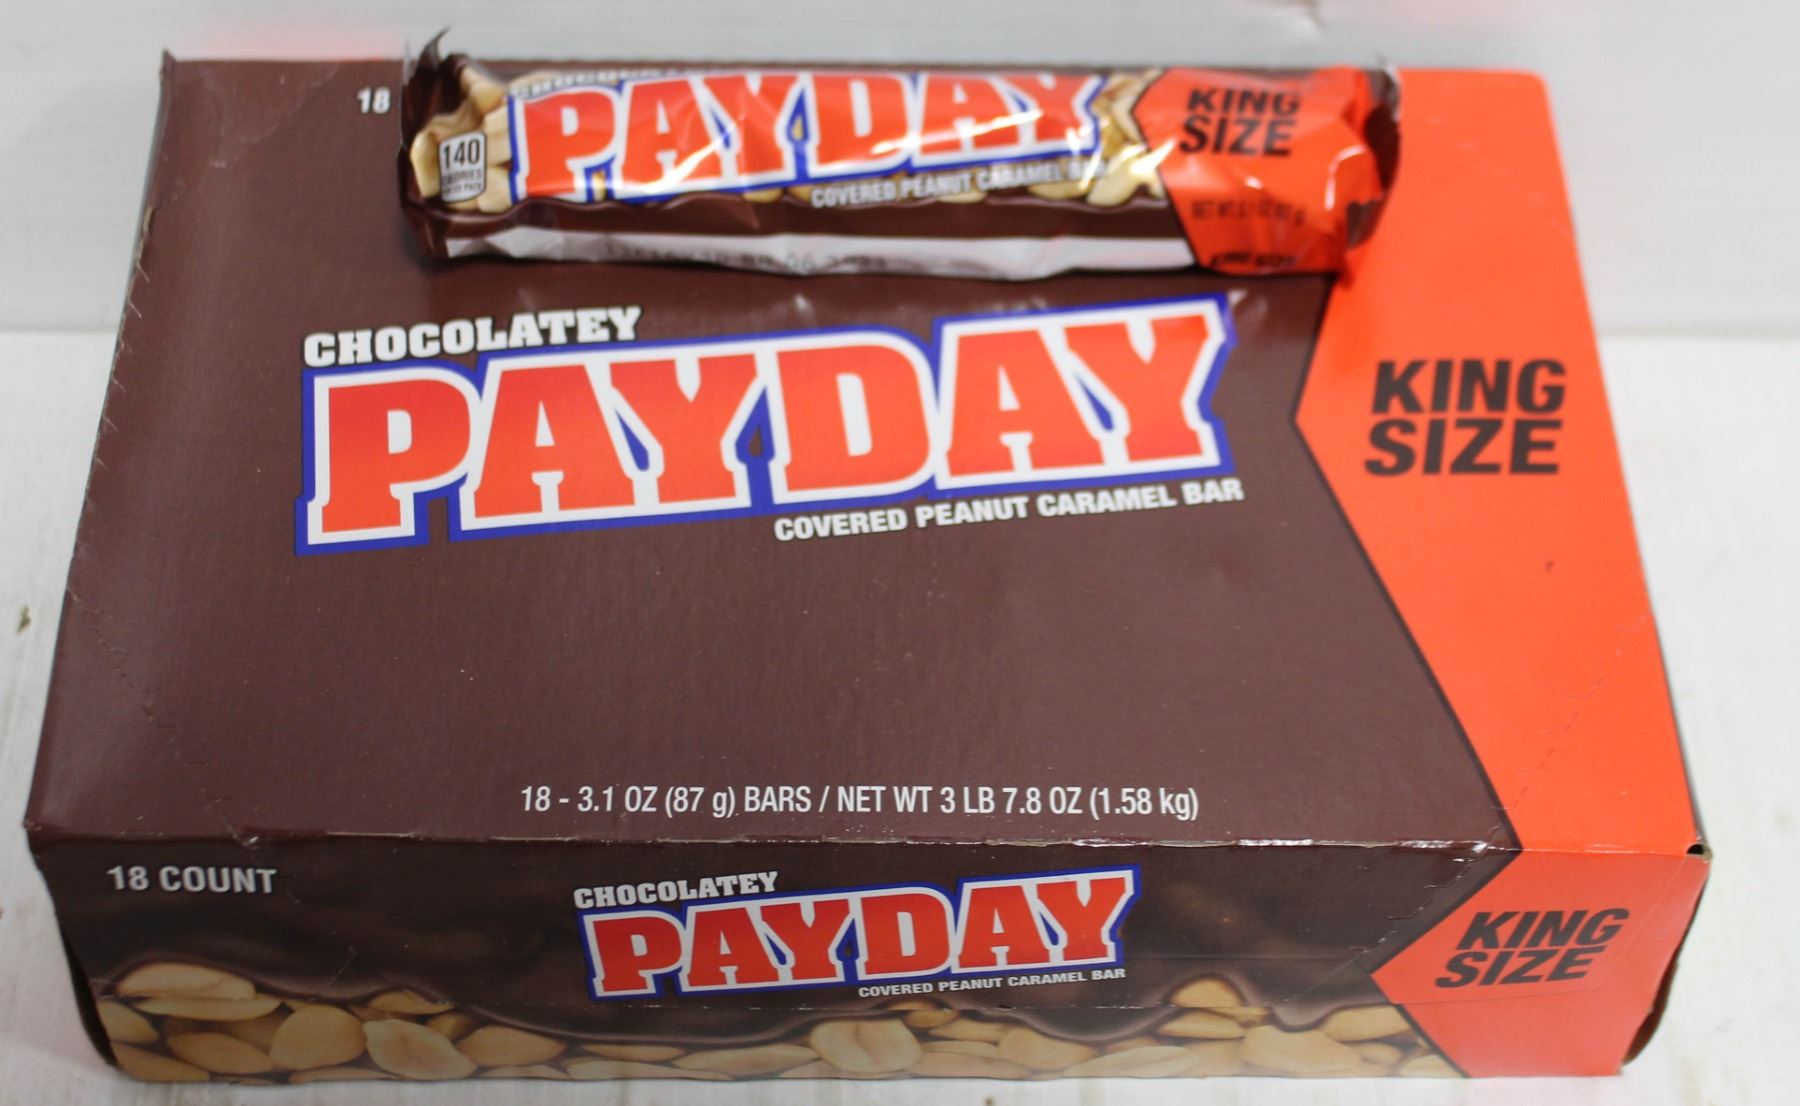 18
140
CALORIES
PAYDAY
KING
SIZE
COVERED PEANUT CARAMEL
KING SIZE
CHOCOLATEY
PAYDAY
COVERED PEANUT CARAMEL BAR
KING
SIZE
18 - 3.1 OZ (87 g) BARS / NET WT 3 LB 7.8 OZ (1.58 kg)
18 COUNT
CHOCOLATEY
PAYDAY
COVERED PEANUT CARAMEL BAR
KING
SIZE